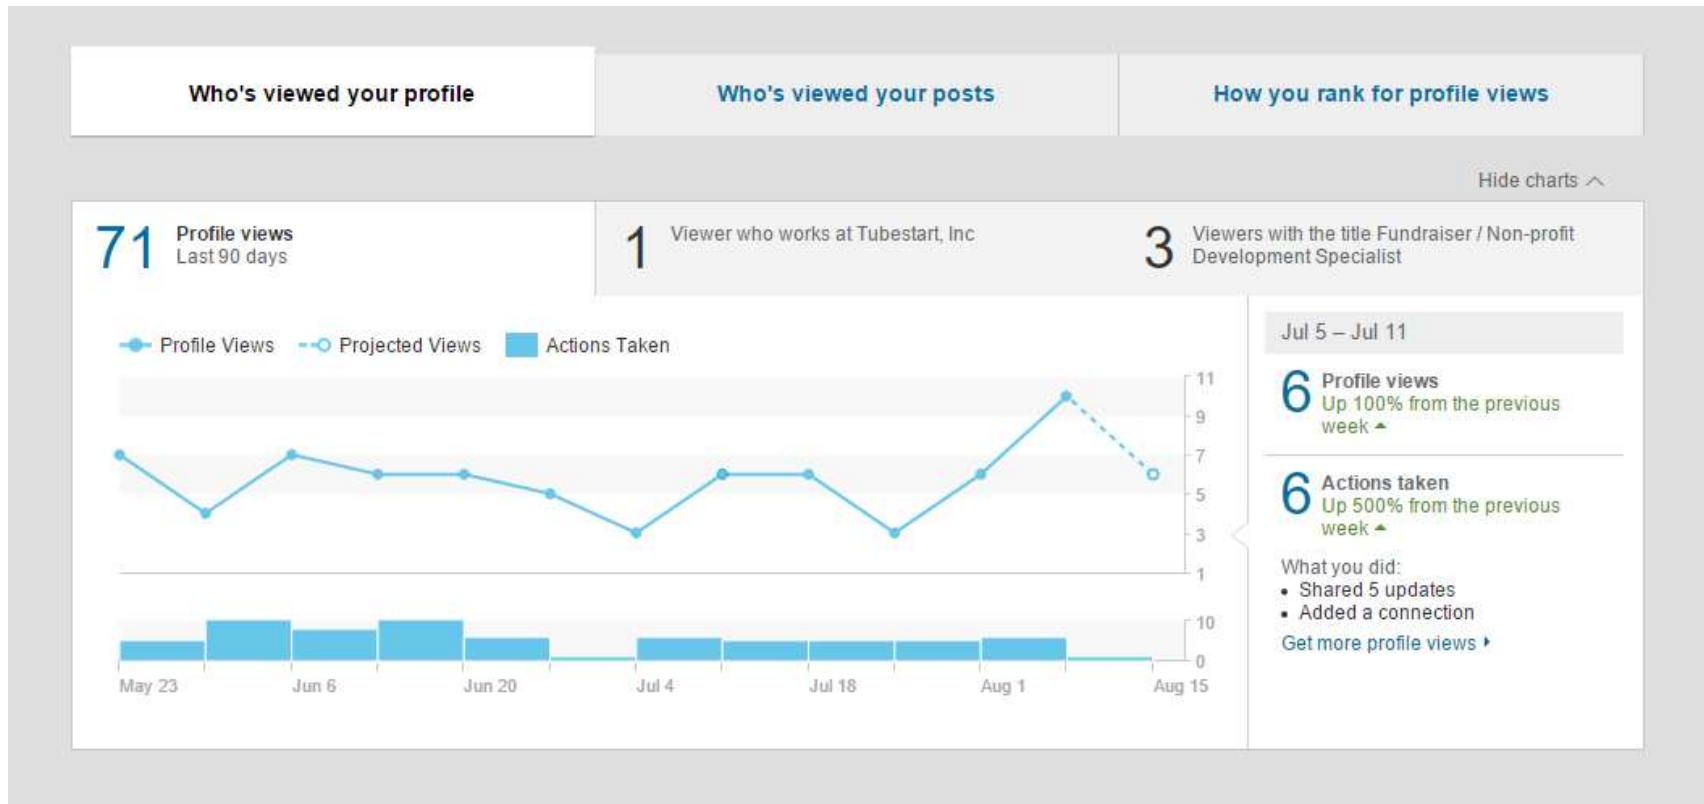 Who's viewed your profile
Who's viewed your posts
How you rank for profile views
Hide charts
71
Profile views
Last 90 days
1
Viewer who works at Tubestart, Inc
3
Viewers with the title Fundraiser / Non-profit
Development Specialist
Profile Views
Projected Views
Actions Taken
11
9
7
5
3
1
10
0
May 23
Jun 6
Jun 20
Jul 4
Jul 18
Aug 1
Aug 15
Jul 5 – Jul 11
6
Profile views
Up 100% from the previous
week
6
Actions taken
Up 500% from the previous
week
What you did:
• Shared 5 updates
• Added a connection
Get more profile views